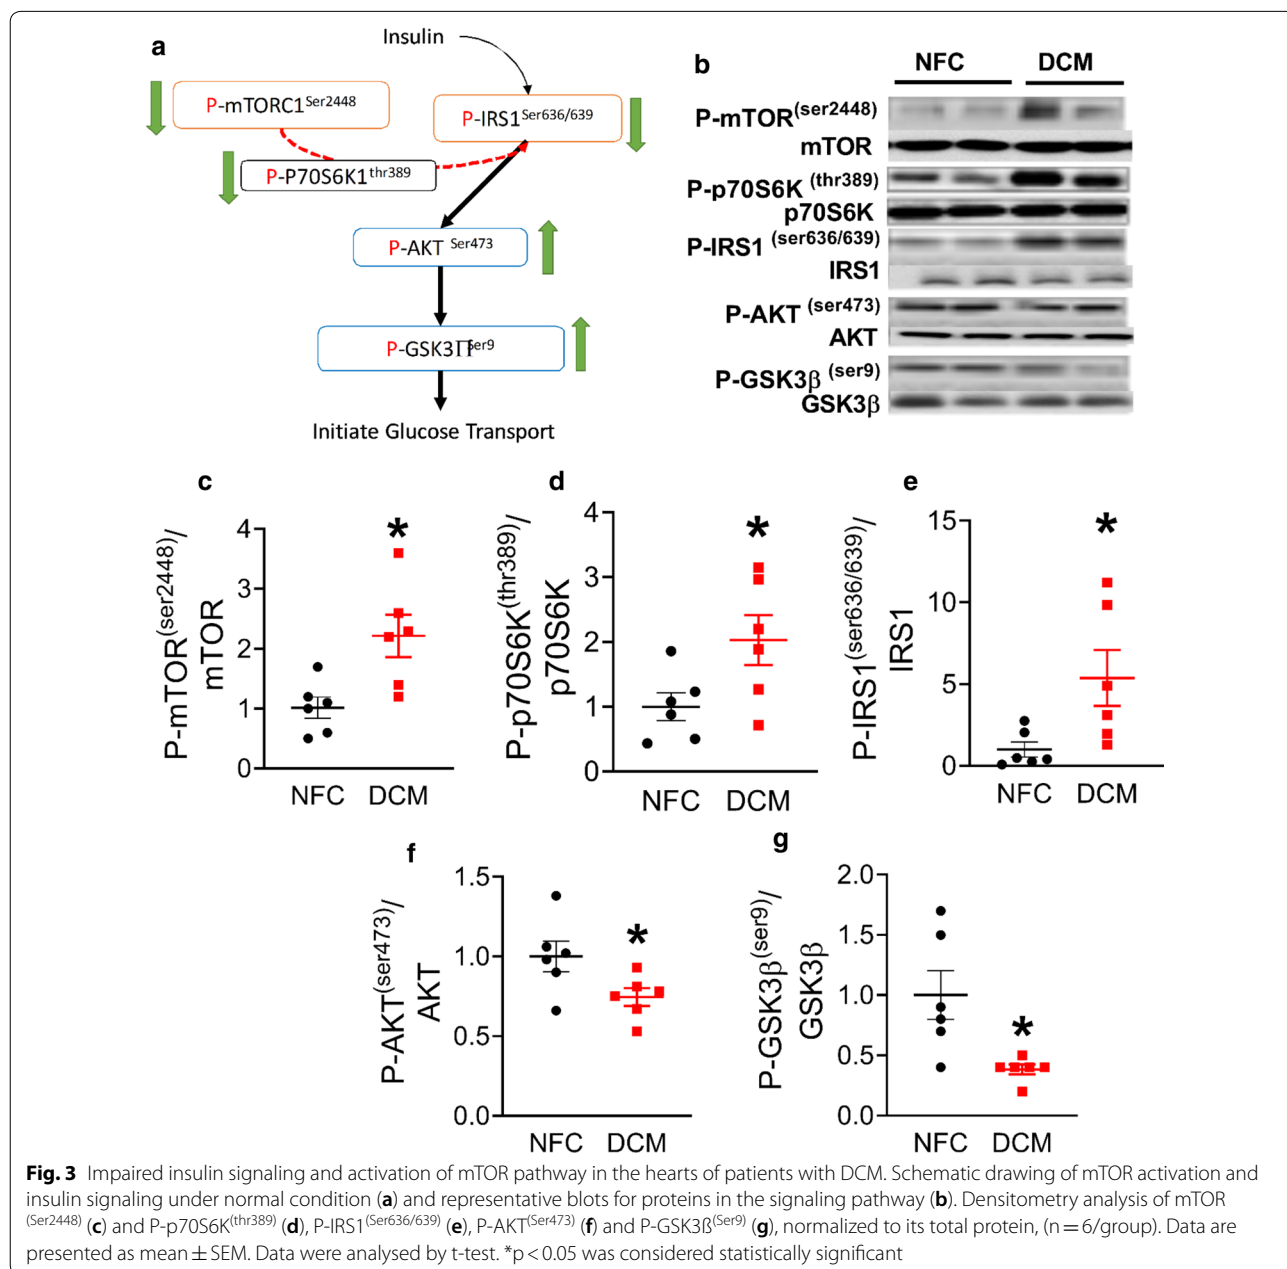 a
Insulin
P-mTORC1Ser2448
P-IRS1Ser636/639
P-P70S6K1thr389
P-AKT Ser473
P-GSK3ΠSer9
Initiate Glucose Transport
b
NFC DCM
P-mTOR(ser2448)
mTOR
P-p70S6K(thr389)
p70S6K
P-IRS1 (ser636/639)
IRS1
P-AKT (ser473)
AKT
P-GSK3β (ser9)
GSK3β
c
P-mTOR(ser2448)/
mTOR
4
3
2
1
0
*
NFC DCM
d
P-p70S6K(thr389)/
p70S6K
4
3
2
1
0
*
NFC DCM
e
P-IRS1(ser636/639)/
IRS1
15
10
5
0
*
NFC DCM
f
P-AKT(ser473)/
AKT
1.5
1.0
0.5
0.0
*
NFC DCM
g
P-GSK3β(ser9)/
GSK3β
2.0
1.5
1.0
0.5
0.0
*
NFC DCM
Fig. 3 Impaired insulin signaling and activation of mTOR pathway in the hearts of patients with DCM. Schematic drawing of mTOR activation and
insulin signaling under normal condition (a) and representative blots for proteins in the signaling pathway (b). Densitometry analysis of mTOR
(Ser2448) (c) and P-p70S6K(thr389) (d), P-IRS1(Ser636/639) (e), P-AKT(Ser473) (f) and P-GSK3ß(Ser9) (g), normalized to its total protein, (n = 6/group). Data are
presented as mean ± SEM. Data were analysed by t-test. *p < 0.05 was considered statistically significant